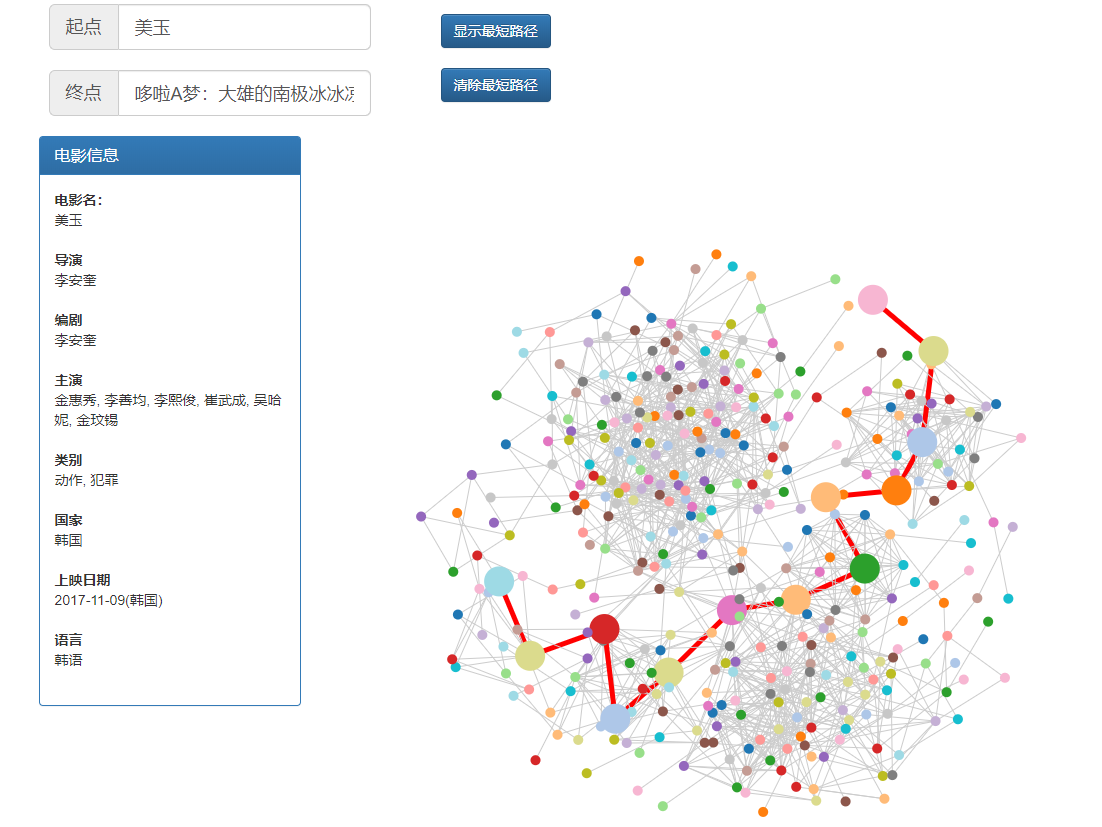 起点 美玉
显示最短路径
终点 哆啦A梦：大雄的南极冰冰
清除最短路径
电影信息
电影名:
美玉
导演
李安奎
编剧
李安奎
主演
金惠秀, 李善均, 李熙俊, 崔武成, 吴哈
妮, 金玟锡
类别
动作, 犯罪
国家
韩国
上映日期
2017-11-09(韩国)
语言
韩语